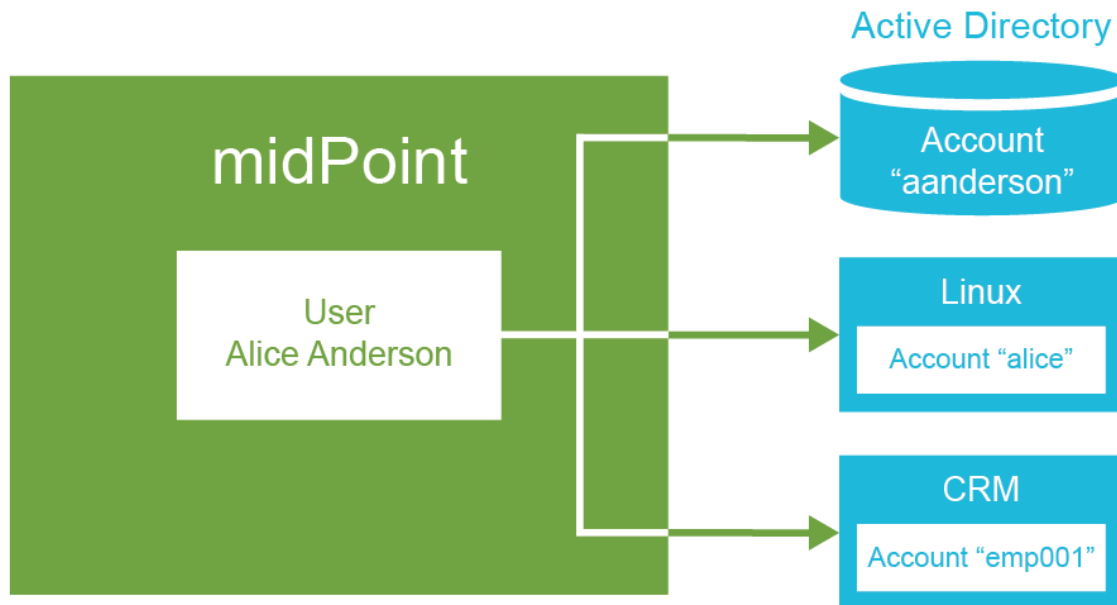 Active Directory
midPoint
Account
“aanderson”
User
Alice Anderson
Linux
Account “alice”
CRM
Account “emp001”